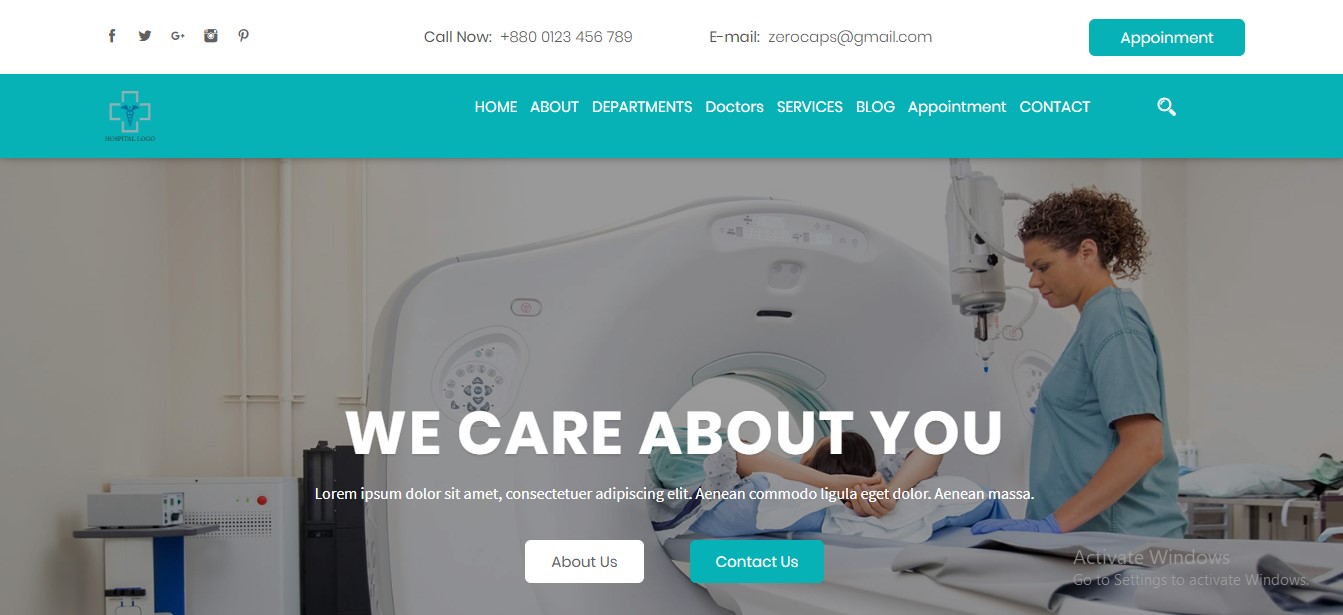 Call Now: +880 0123 456 789
E-mail: zerocaps@gmail.com
Appoinment
HOSPITAL LOGO
HOME ABOUT DEPARTMENTS Doctors SERVICES BLOG Appointment CONTACT
WE CARE ABOUT YOU
Lorem ipsum dolor sit amet, consectetuer adipiscing elit. Aenean commodo ligula eget dolor. Aenean massa.
About Us
Contact Us
Activate Windows
Go to Settings to activate Windows.